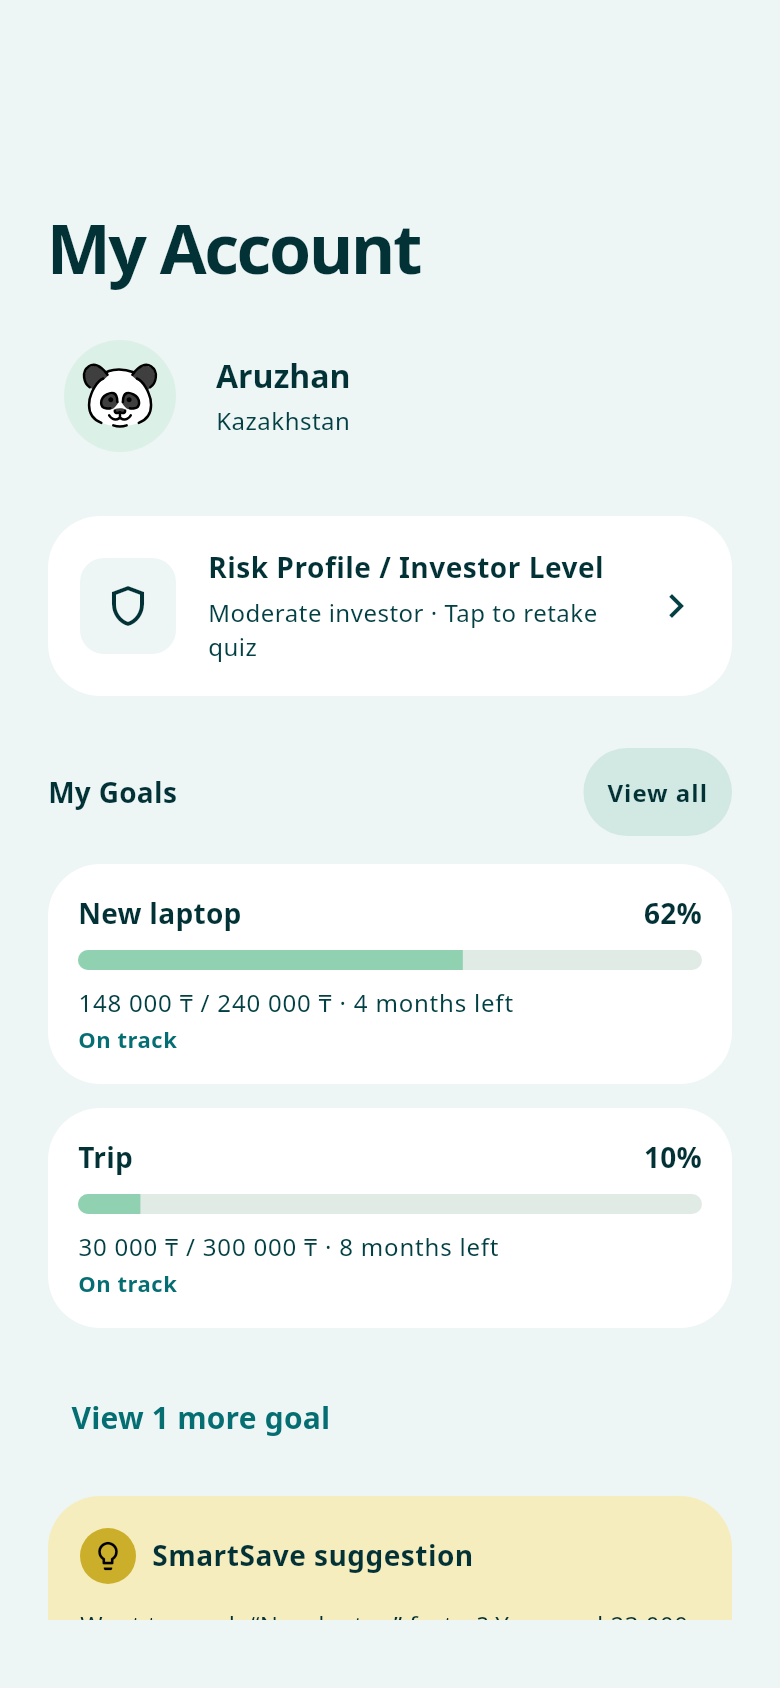 My Account
Aruzhan
Kazakhstan
Risk Profile / Investor Level
Moderate investor · Tap to retake
quiz
My Goals
View all
New laptop
62%
148 000 ₸ / 240 000 ₸ · 4 months left
On track
Trip
10%
30 000 ₸ / 300 000 ₸ · 8 months left
On track
View 1 more goal
SmartSave suggestion